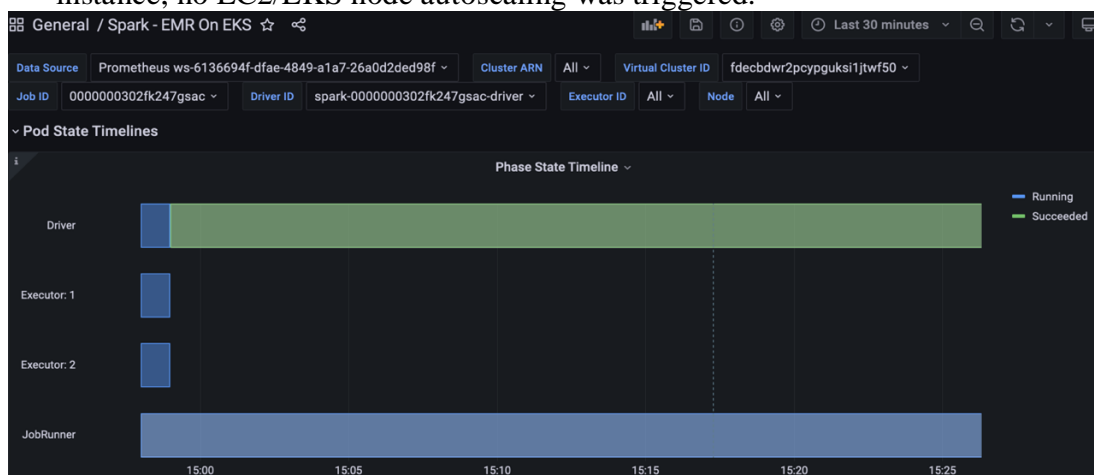 instance, no EC2/EKS node autoscaling was triggered.
General / Spark - EMR On EKS
Last 30 minutes
Data Source Prometheus ws-6136694f-dfae-4849-a1a7-26a0d2ded98f Cluster ARN All Virtual Cluster ID fdecbdwr2pcypguksi1jtwf50
Job ID 0000000302fk247gsac Driver ID spark-0000000302fk247gsac-driver Executor ID All Node All
Pod State Timelines
i
Phase State Timeline
Running
Succeeded
Driver
Executor: 1
Executor: 2
JobRunner
15:00 15:05 15:10 15:15 15:20 15:25